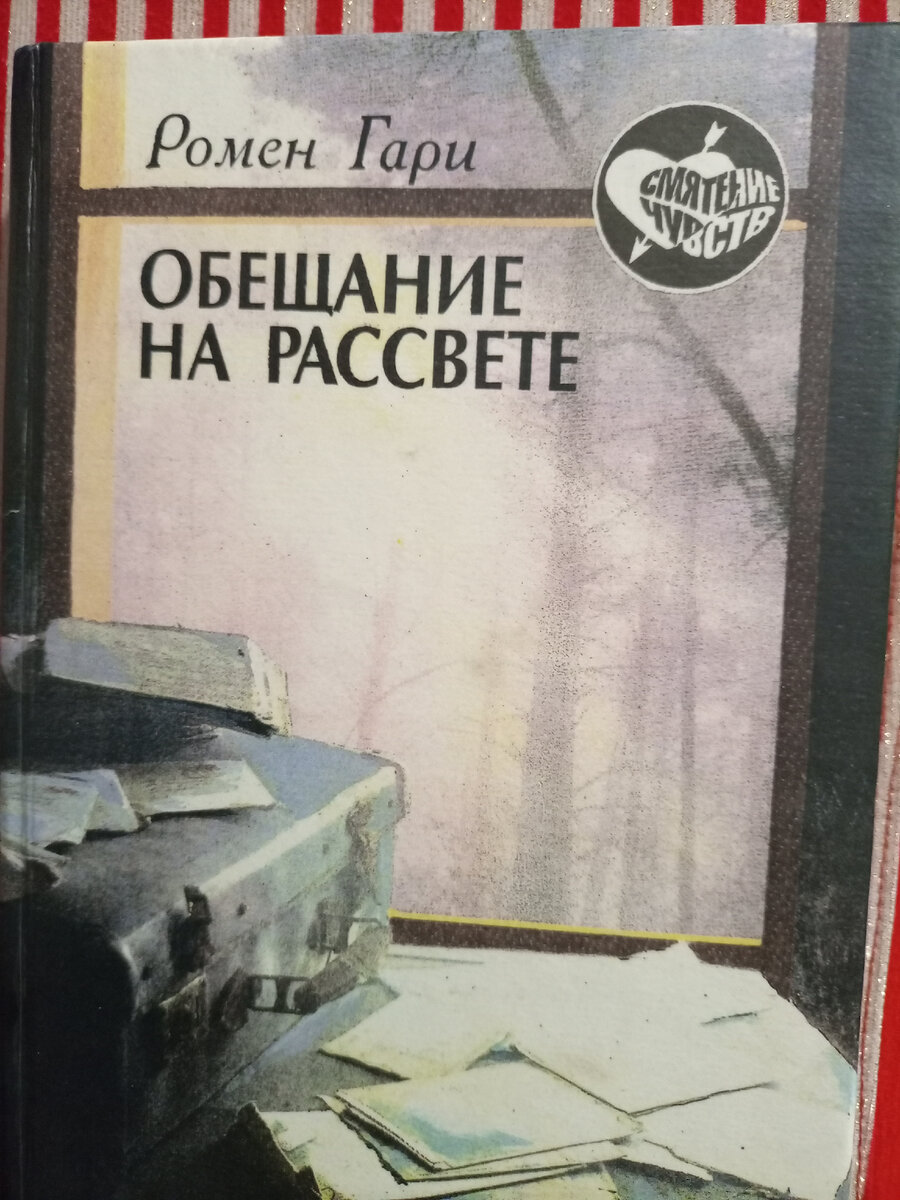 Ромен Гари
СМЯТЕНИЕ
ЧУВСТВ
ОБЕЩАНИЕ
НА РАССВЕТЕ